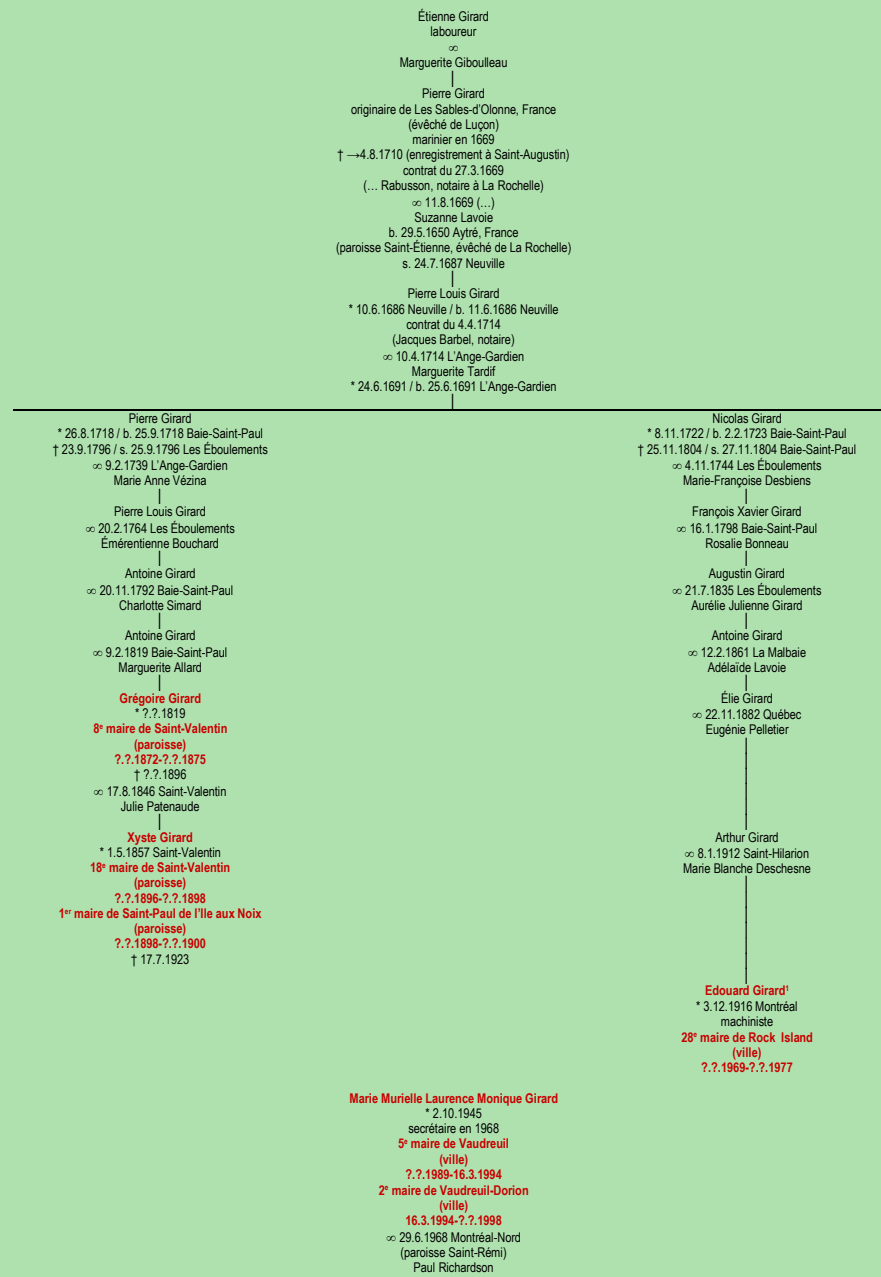 Étienne Girard
laboureur
∞
Marguerite Giboulleau
Pierre Girard
originaire de Les Sables-d'Olonne, France
(évêché de Luçon)
marinier en 1669
† →4.8.1710 (enregistrement à Saint-Augustin)
contrat du 27.3.1669
(… Rabusson, notaire à La Rochelle)
∞ 11.8.1669 (…)
Suzanne Lavoie
b. 29.5.1650 Aytré, France
(paroisse Saint-Étienne, évêché de La Rochelle)
s. 24.7.1687 Neuville
Pierre Louis Girard
* 10.6.1686 Neuville / b. 11.6.1686 Neuville
contrat du 4.4.1714
(Jacques Barbel, notaire)
∞ 10.4.1714 L'Ange-Gardien
Marguerite Tardif
* 24.6.1691 / b. 25.6.1691 L'Ange-Gardien
Pierre Girard
* 26.8.1718 / b. 25.9.1718 Baie-Saint-Paul
† 23.9.1796 / s. 25.9.1796 Les Éboulements
∞ 9.2.1739 L'Ange-Gardien
Marie Anne Vézina
Pierre Louis Girard
∞ 20.2.1764 Les Éboulements
Émérentienne Bouchard
Antoine Girard
∞ 20.11.1792 Baie-Saint-Paul
Charlotte Simard
Antoine Girard
∞ 9.2.1819 Baie-Saint-Paul
Marguerite Allard
Grégoire Girard
* ?.?.1819
8e maire de Saint-Valentin
(paroisse)
?.?.1872-?.?.1875
† ?.?.1896
∞ 17.8.1846 Saint-Valentin
Julie Patenaude
Xyste Girard
* 1.5.1857 Saint-Valentin
18e maire de Saint-Valentin
(paroisse)
?.?.1896-?.?.1898
1er maire de Saint-Paul de l'Ile aux Noix
(paroisse)
?.?.1898-?.?.1900
† 17.7.1923
Nicolas Girard
* 8.11.1722 / b. 2.2.1723 Baie-Saint-Paul
† 25.11.1804 / s. 27.11.1804 Baie-Saint-Paul
∞ 4.11.1744 Les Éboulements
Marie-Françoise Desbiens
François Xavier Girard
∞ 16.1.1798 Baie-Saint-Paul
Rosalie Bonneau
Augustin Girard
∞ 21.7.1835 Les Éboulements
Aurélie Julienne Girard
Antoine Girard
∞ 12.2.1861 La Malbaie
Adélaïde Lavoie
Élie Girard
∞ 22.11.1882 Québec
Eugénie Pelletier
Arthur Girard
∞ 8.1.1912 Saint-Hilarion
Marie Blanche Deschesne
Edouard Girard¹
* 3.12.1916 Montréal
machiniste
28e maire de Rock Island
(ville)
?.?.1969-?.?.1977
Marie Murielle Laurence Monique Girard
* 2.10.1945
secrétaire en 1968
5e maire de Vaudreuil
(ville)
?.?.1989-16.3.1994
2e maire de Vaudreuil-Dorion
(ville)
16.3.1994-?.?.1998
∞ 29.6.1968 Montréal-Nord
(paroisse Saint-Rémi)
Paul Richardson